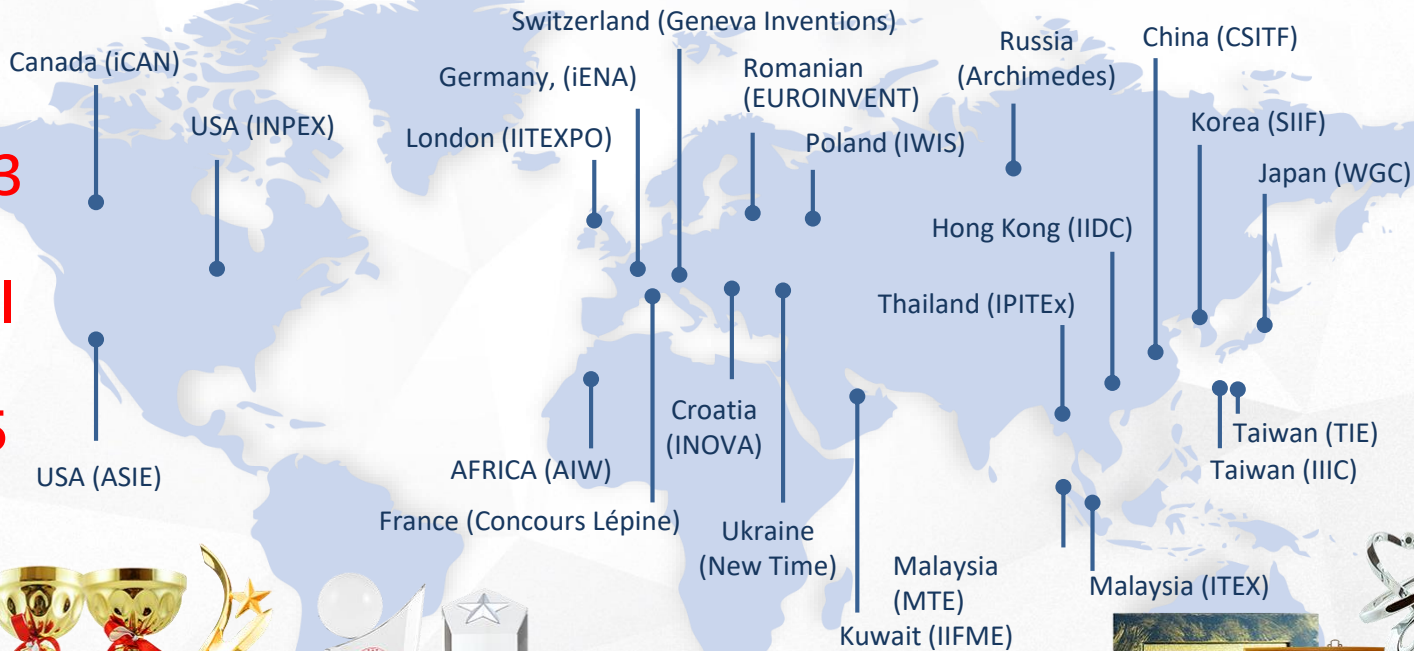 Switzerland (Geneva Inventions)
Canada (iCAN)
Germany, (iENA)
Romanian
(EUROINVENT)
Russia
(Archimedes)
China (CSITF)
USA (INPEX)
London (IITEXPO)
Poland (IWIS)
Korea (SIIF)
3
Japan (WGC)
Hong Kong (IIDC)
Thailand (IPITEx)
Croatia
(INOVA)
Taiwan (TIE)
Taiwan (IIIC)
USA (ASIE)
AFRICA (AIW)
France (Concours Lépine)
Ukraine
(New Time)
Malaysia
(MTE)
Malaysia (ITEX)
Kuwait (IIFME)